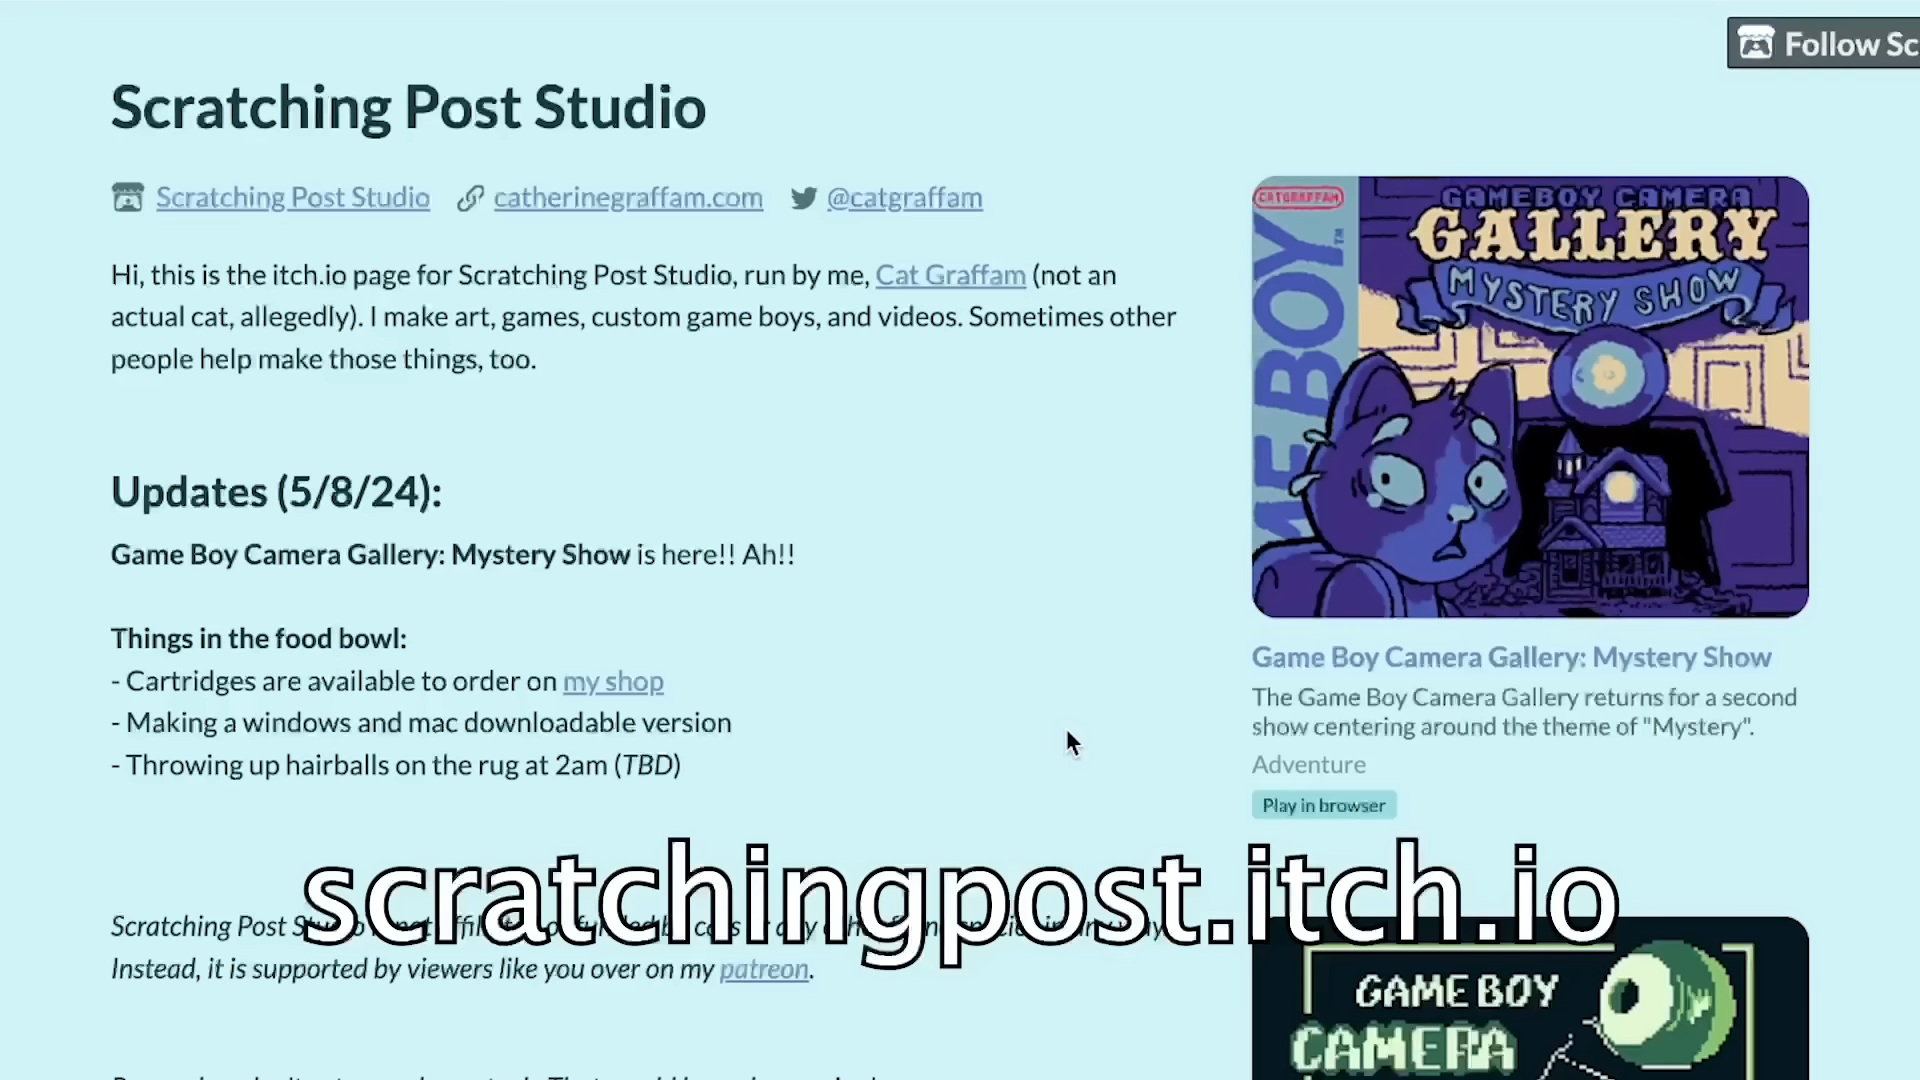 Follow Sc
Scratching Post Studio
Scratching Post Studio catherinegraffam.com @catgraffam
Hi, this is the itch.io page for Scratching Post Studio, run by me, Cat Graffam (not an
actual cat, allegedly). I make art, games, custom game boys, and videos. Sometimes other
people help make those things, too.
Updates (5/8/24):
Game Boy Camera Gallery: Mystery Show is here!! Ah!!
Things in the food bowl:
- Cartridges are available to order on my shop
- Making a windows and mac downloadable version
- Throwing up hairballs on the rug at 2am (TBD)
Scratching Post
Instead, it is supported by viewers like you over on my patreon.
CATGRAFFAM
ME BOY
TM
GAMEBOY CAMERA
GALLERY
MYSTERY SHOW
Game Boy Camera Gallery: Mystery Show
The Game Boy Camera Gallery returns for a second
show centering around the theme of "Mystery".
Adventure
Play in browser
scratchingpost.itch.io
GAME BOY
CAMERA